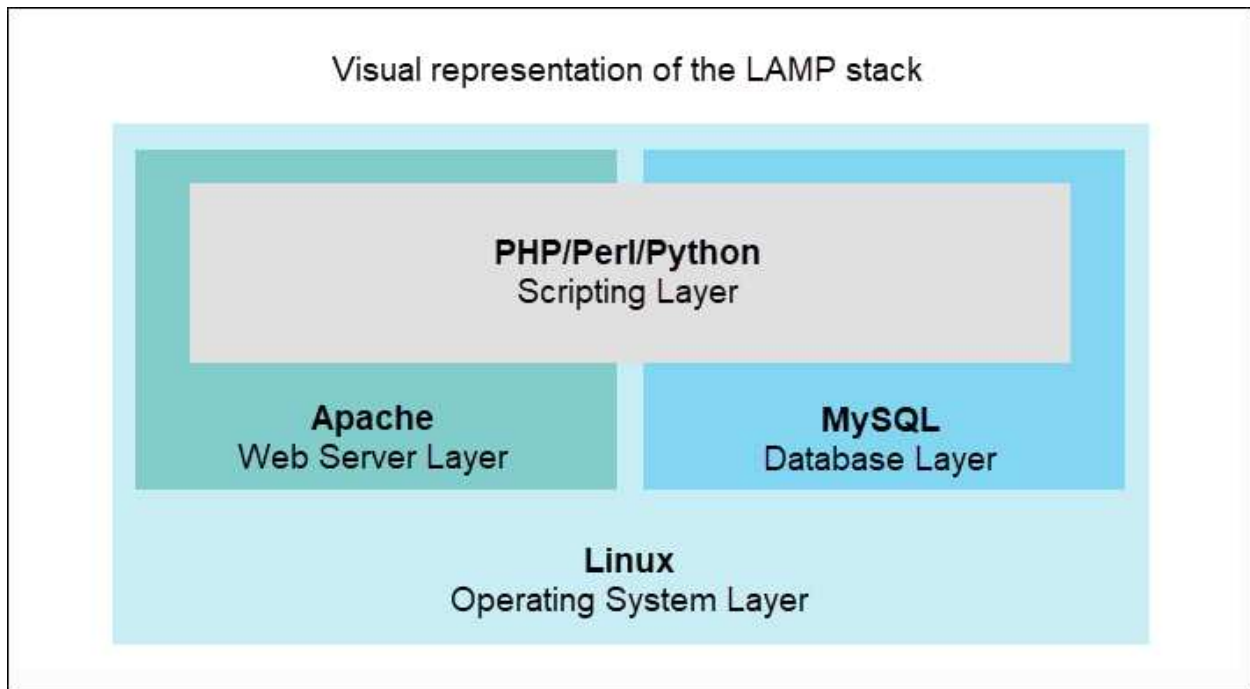 Visual representation of the LAMP stack
PHP/Perl/Python
Scripting Layer
Apache
Web Server Layer
MySQL
Database Layer
Linux
Operating System Layer